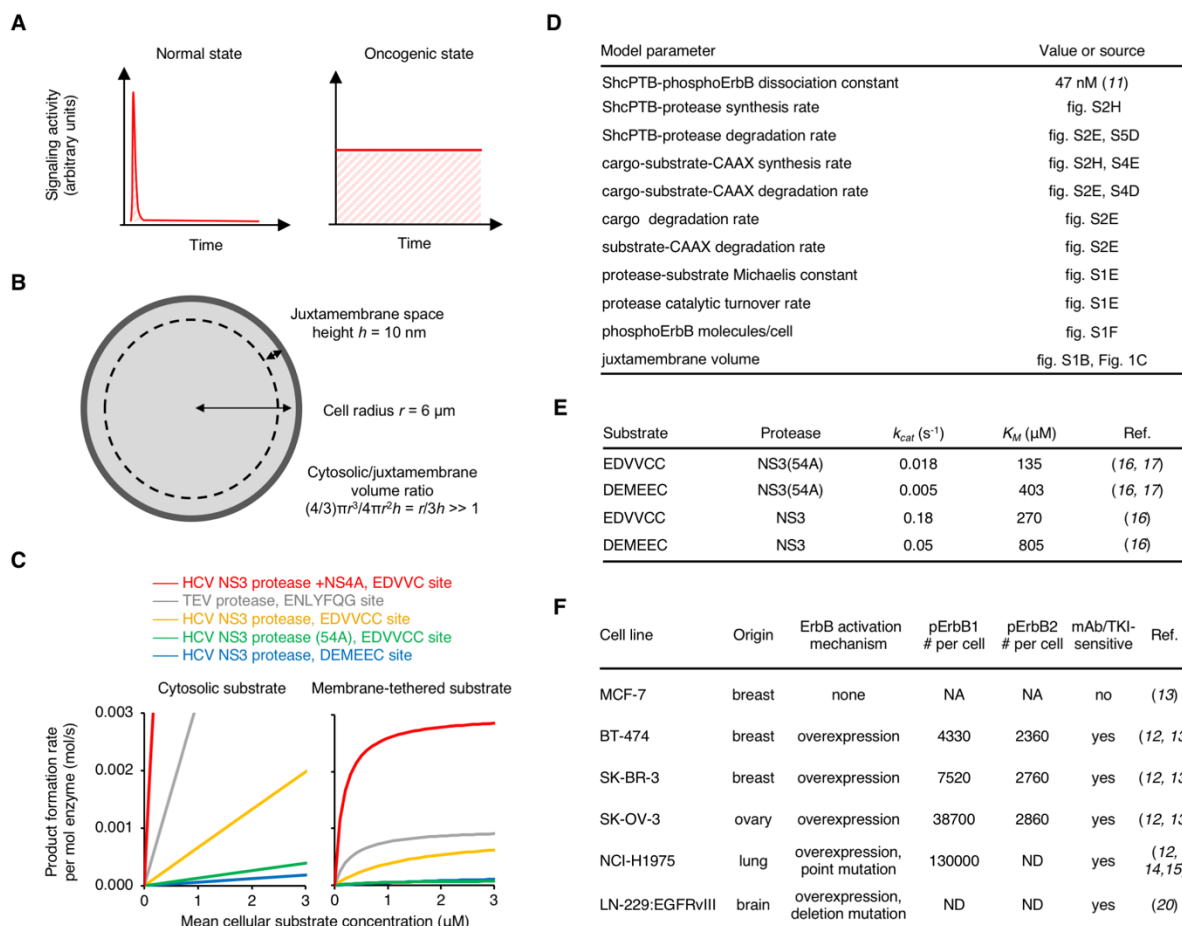 A
Normal state
Oncogenic state
Signaling activity
(arbitrary units)
Time
Time
B
Juxtamembrane space
height h = 10 nm
Cell radius r = 6 μm
Cytosolic/juxtamembrane
volume ratio
(4/3)πr³/4πr²h = r/3h >> 1
C
HCV NS3 protease +NS4A, EDVVC site
TEV protease, ENLYFQG site
HCV NS3 protease, EDVVCC site
HCV NS3 protease (54A), EDVVCC site
HCV NS3 protease, DEMEEC site
Cytosolic substrate
Membrane-tethered substrate
Product formation rate
per mol enzyme (mol/s)
0.003
0.002
0.001
0.000
0 1 2 3
0 1 2 3
Mean cellular substrate concentration (μM)
D
Model parameter Value or source
ShcPTB-phosphoErbB dissociation constant 47 nM (11)
ShcPTB-protease synthesis rate fig. S2H
ShcPTB-protease degradation rate fig. S2E, S5D
cargo-substrate-CAAX synthesis rate fig. S2H, S4E
cargo-substrate-CAAX degradation rate fig. S2E, S4D
cargo degradation rate fig. S2E
substrate-CAAX degradation rate fig. S2E
protease-substrate Michaelis constant fig. S1E
protease catalytic turnover rate fig. S1E
phosphoErbB molecules/cell fig. S1F
juxtamembrane volume fig. S1B, Fig. 1C
E
Substrate Protease kcat (s⁻¹) KM (μM) Ref.
EDVVCC NS3(54A) 0.018 135 (16, 17)
DEMEEC NS3(54A) 0.005 403 (16, 17)
EDVVCC NS3 0.18 270 (16)
DEMEEC NS3 0.05 805 (16)
F
Cell line Origin ErbB activation mechanism pErbB1 # per cell pErbB2 # per cell mAb/TKI-sensitive Ref.
MCF-7 breast none NA NA no (13)
BT-474 breast overexpression 4330 2360 yes (12, 13
SK-BR-3 breast overexpression 7520 2760 yes (12, 13
SK-OV-3 ovary overexpression 38700 2860 yes (12, 13
NCI-H1975 lung overexpression, point mutation 130000 ND yes (12, 14,15)
LN-229:EGFRvIII brain overexpression, deletion mutation ND ND yes (20)